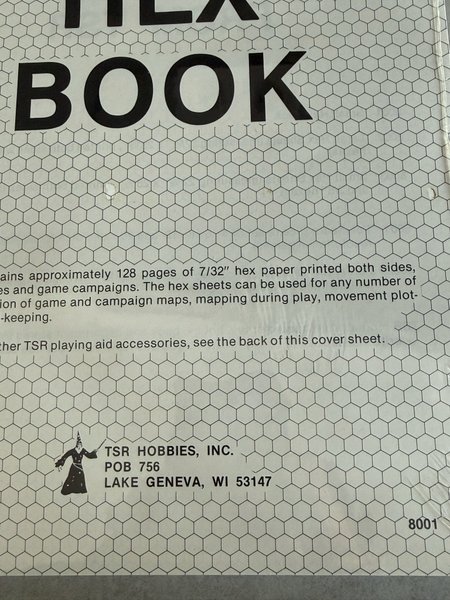 HEX
BOOK
ains approximately 128 pages of 7/32" hex paper printed both sides,
es and game campaigns. The hex sheets can be used for any number of
ion of game and campaign maps, mapping during play, movement plot-
-keeping.
ther TSR playing aid accessories, see the back of this cover sheet.
TSR HOBBIES, INC.
POB 756
LAKE GENEVA, WI 53147
8001